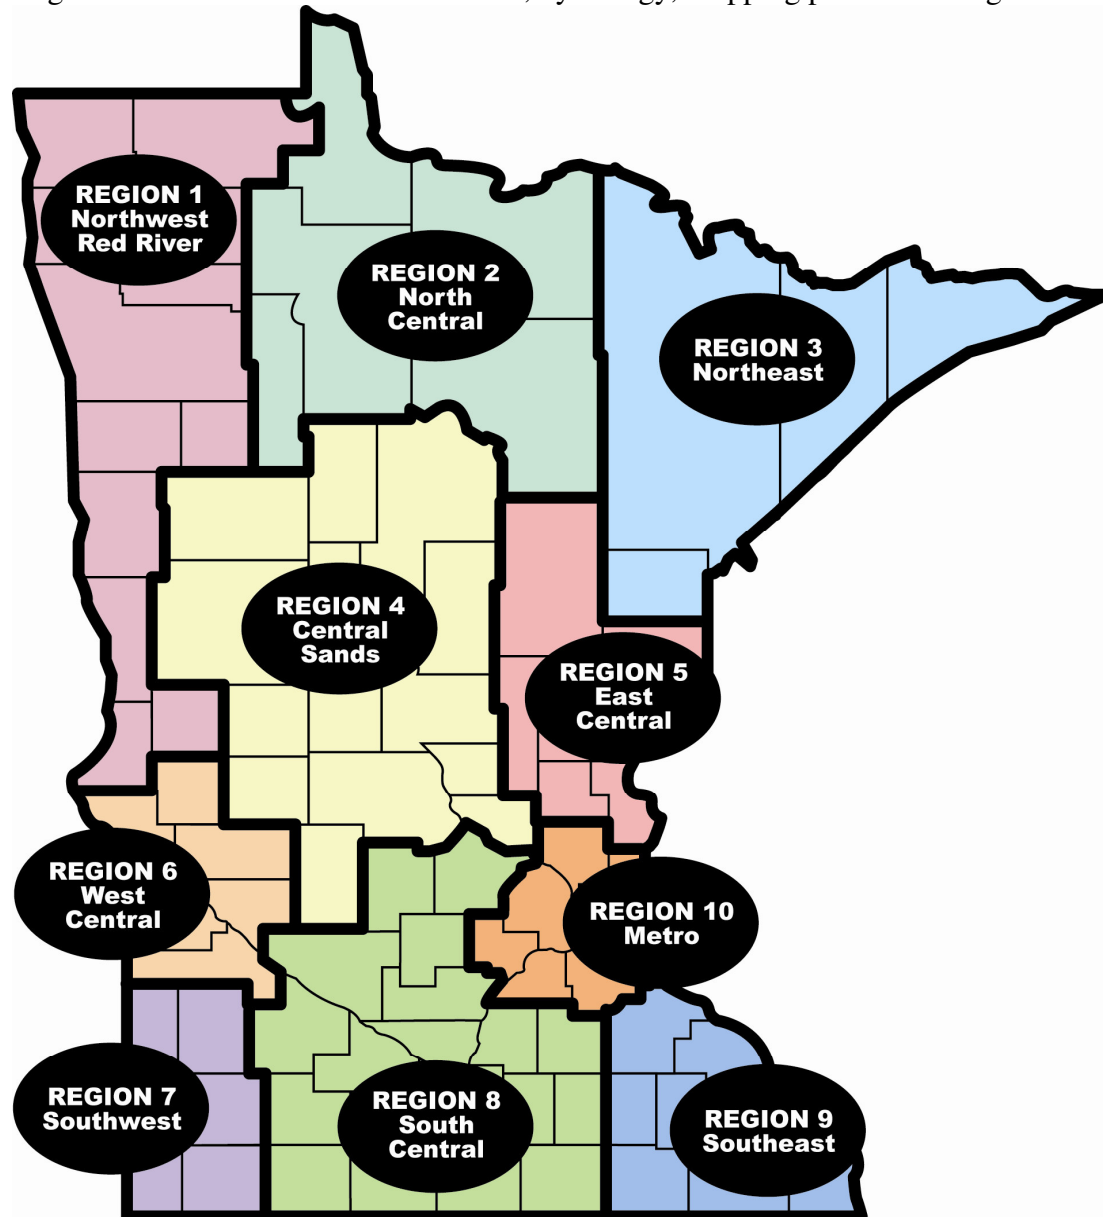 REGION 1
Northwest
Red River
REGION 2
North
Central
REGION 3
Northeast
REGION 4
Central
Sands
REGION 5
East
Central
REGION 6
West
Central
REGION 10
Metro
REGION 7
Southwest
REGION 8
South
Central
REGION 9
Southeast